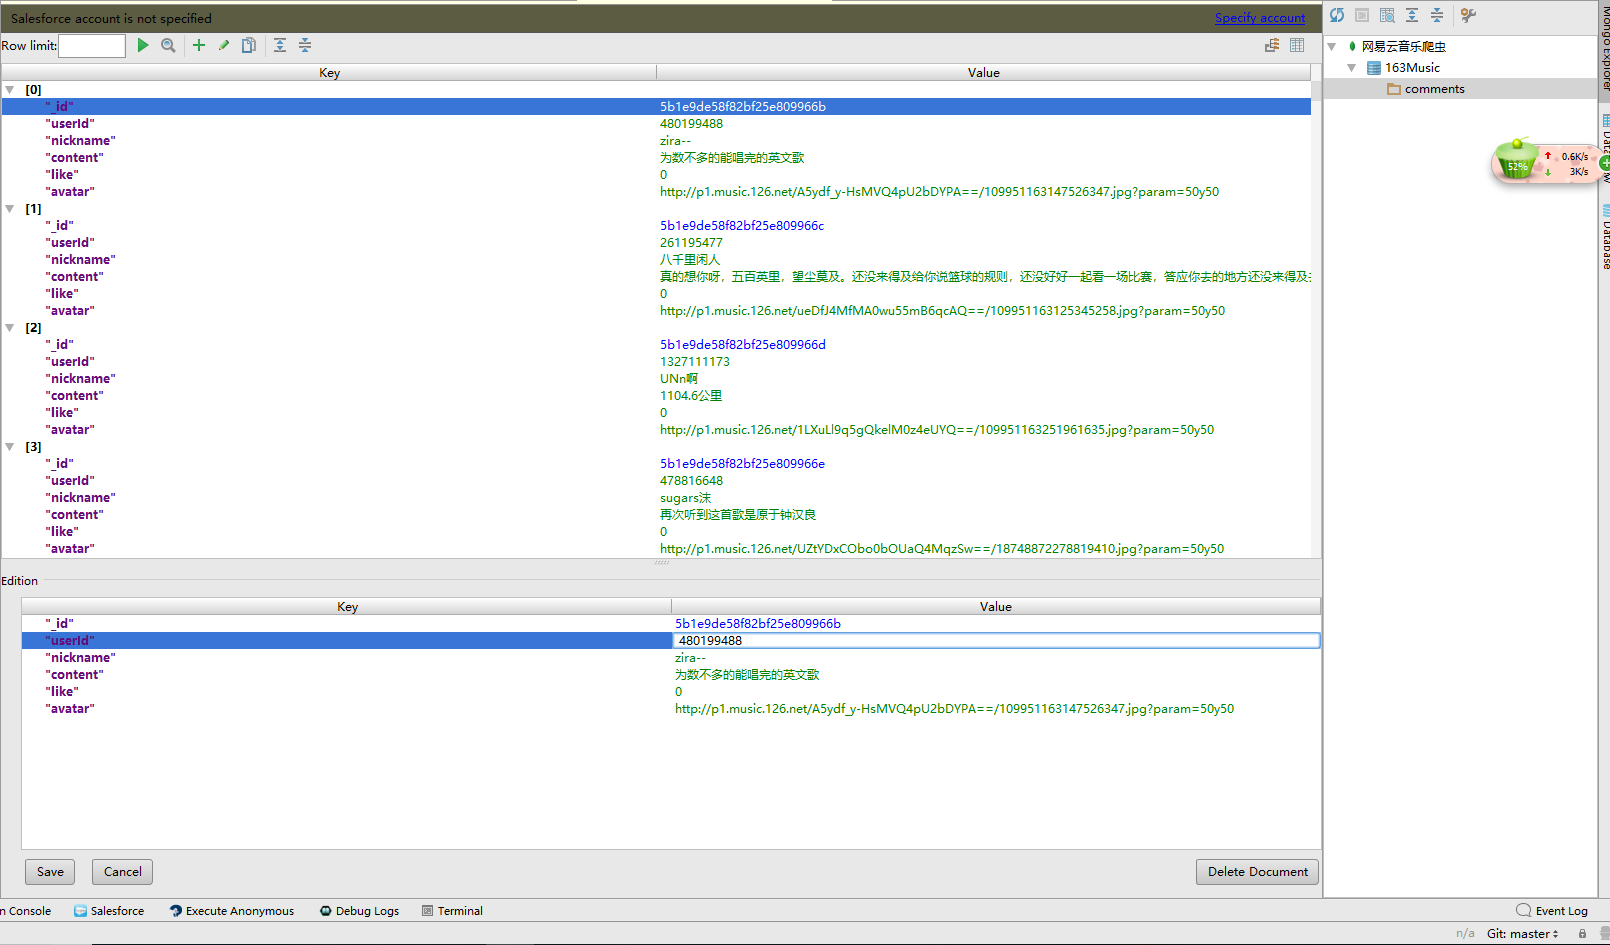 Salesforce account is not specified
Specify account
Row limit:
Key
Value
[0]
"_id"
5b1e9de58f82bf25e809966b
"userId"
480199488
"nickname"
zira--
"content"
为数不多的能唱完的英文歌
"like"
0
"avatar"
http://p1.music.126.net/A5ydf_y-HsMVQ4pU2bDYPA==/109951163147526347.jpg?param=50y50
[1]
"_id"
5b1e9de58f82bf25e809966c
"userId"
261195477
"nickname"
八千里闲人
"content"
真的想你呀，五百英里，望尘莫及。还没来得及给你说篮球的规则，还没好好一起看一场比赛，答应你去的地方还没来得及
"like"
0
"avatar"
http://p1.music.126.net/ueDfJ4MfMA0wu55mB6qcAQ==/109951163125345258.jpg?param=50y50
[2]
"_id"
5b1e9de58f82bf25e809966d
"userId"
1327111173
"nickname"
UNn啊
"content"
1104.6公里
"like"
0
"avatar"
http://p1.music.126.net/1LXuLl9q5gQkelM0z4eUYQ==/109951163251961635.jpg?param=50y50
[3]
"_id"
5b1e9de58f82bf25e809966e
"userId"
478816648
"nickname"
sugars沫
"content"
再次听到这首歌是原于钟汉良
"like"
0
"avatar"
http://p1.music.126.net/UZtYDxCObo0bOUaQ4MqzSw==/18748872278819410.jpg?param=50y50
Edition
Key
Value
"_id"
5b1e9de58f82bf25e809966b
"userId"
480199488
"nickname"
zira--
"content"
为数不多的能唱完的英文歌
"like"
0
"avatar"
http://p1.music.126.net/A5ydf_y-HsMVQ4pU2bDYPA==/109951163147526347.jpg?param=50y50
Save
Cancel
Delete Document
网易云音乐爬虫
163Music
comments
52%
0.6K/s
3K/s
Mongo Explorer
Database
n Console
Salesforce
Execute Anonymous
Debug Logs
Terminal
Event Log
n/a
Git: master